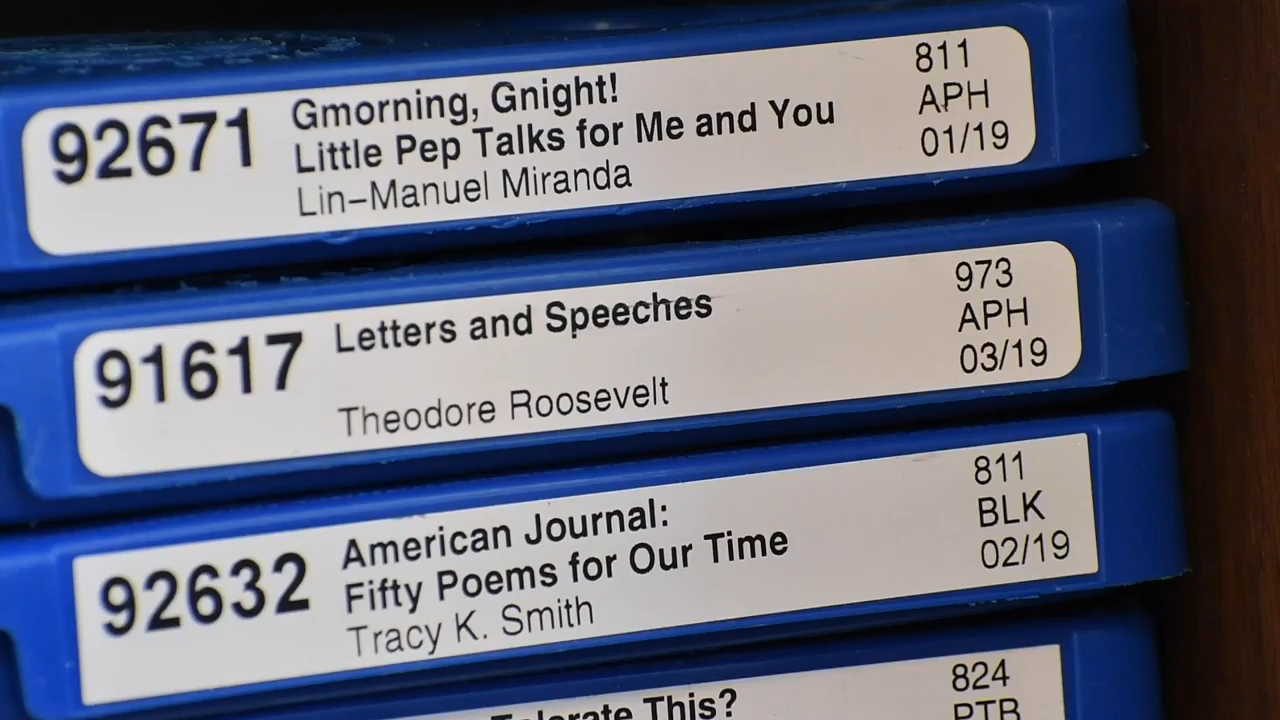 92671
Gmorning, Gnight!
Little Pep Talks for Me and You
Lin-Manuel Miranda
811
APH
01/19
91617
Letters and Speeches
Theodore Roosevelt
973
APH
03/19
92632
American Journal:
Fifty Poems for Our Time
Tracy K. Smith
811
BLK
02/19
Tolerate This?
824
PTB